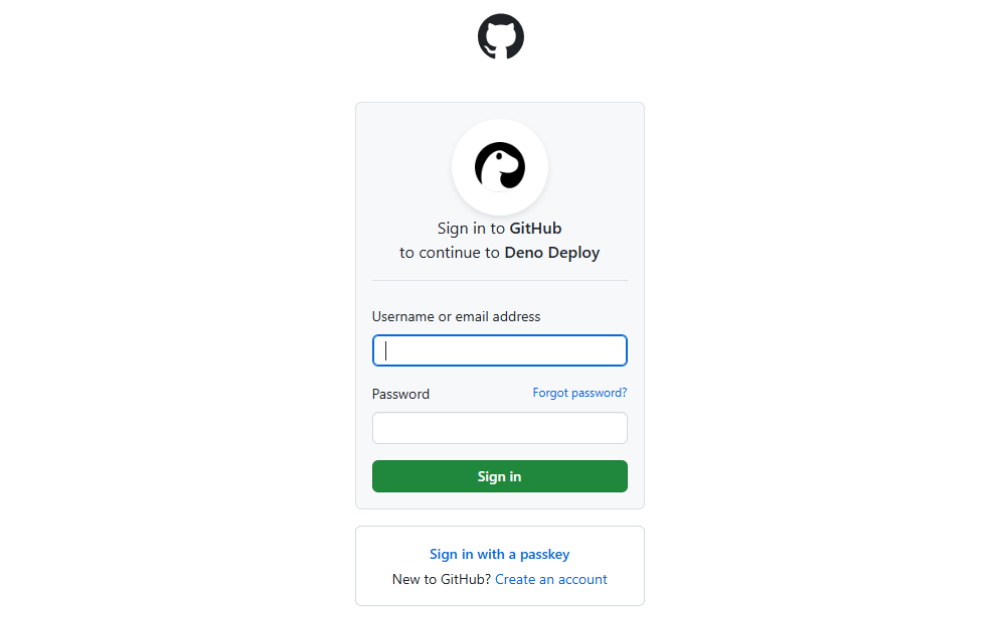 Sign in to GitHub
to continue to Deno Deploy
Username or email address
Password Forgot password?
Sign in
Sign in with a passkey
New to GitHub? Create an account